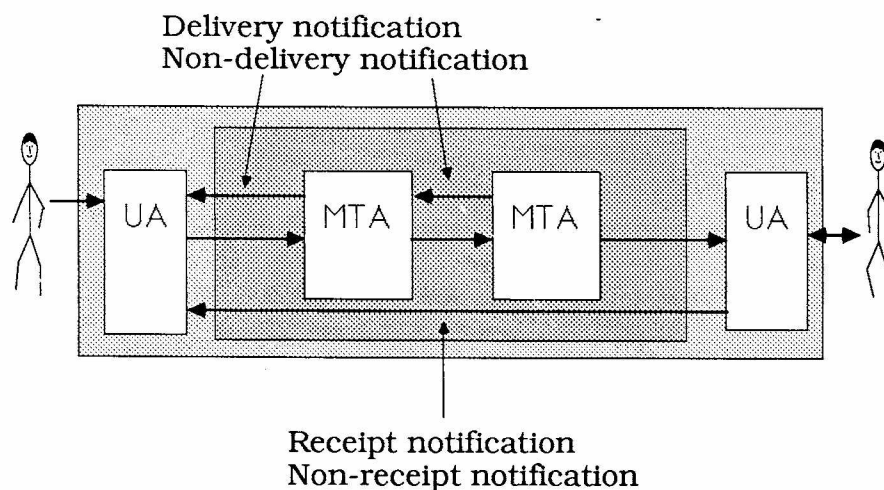 Delivery notification
Non-delivery notification
UA
MTA
MTA
UA
Receipt notification
Non-receipt notification